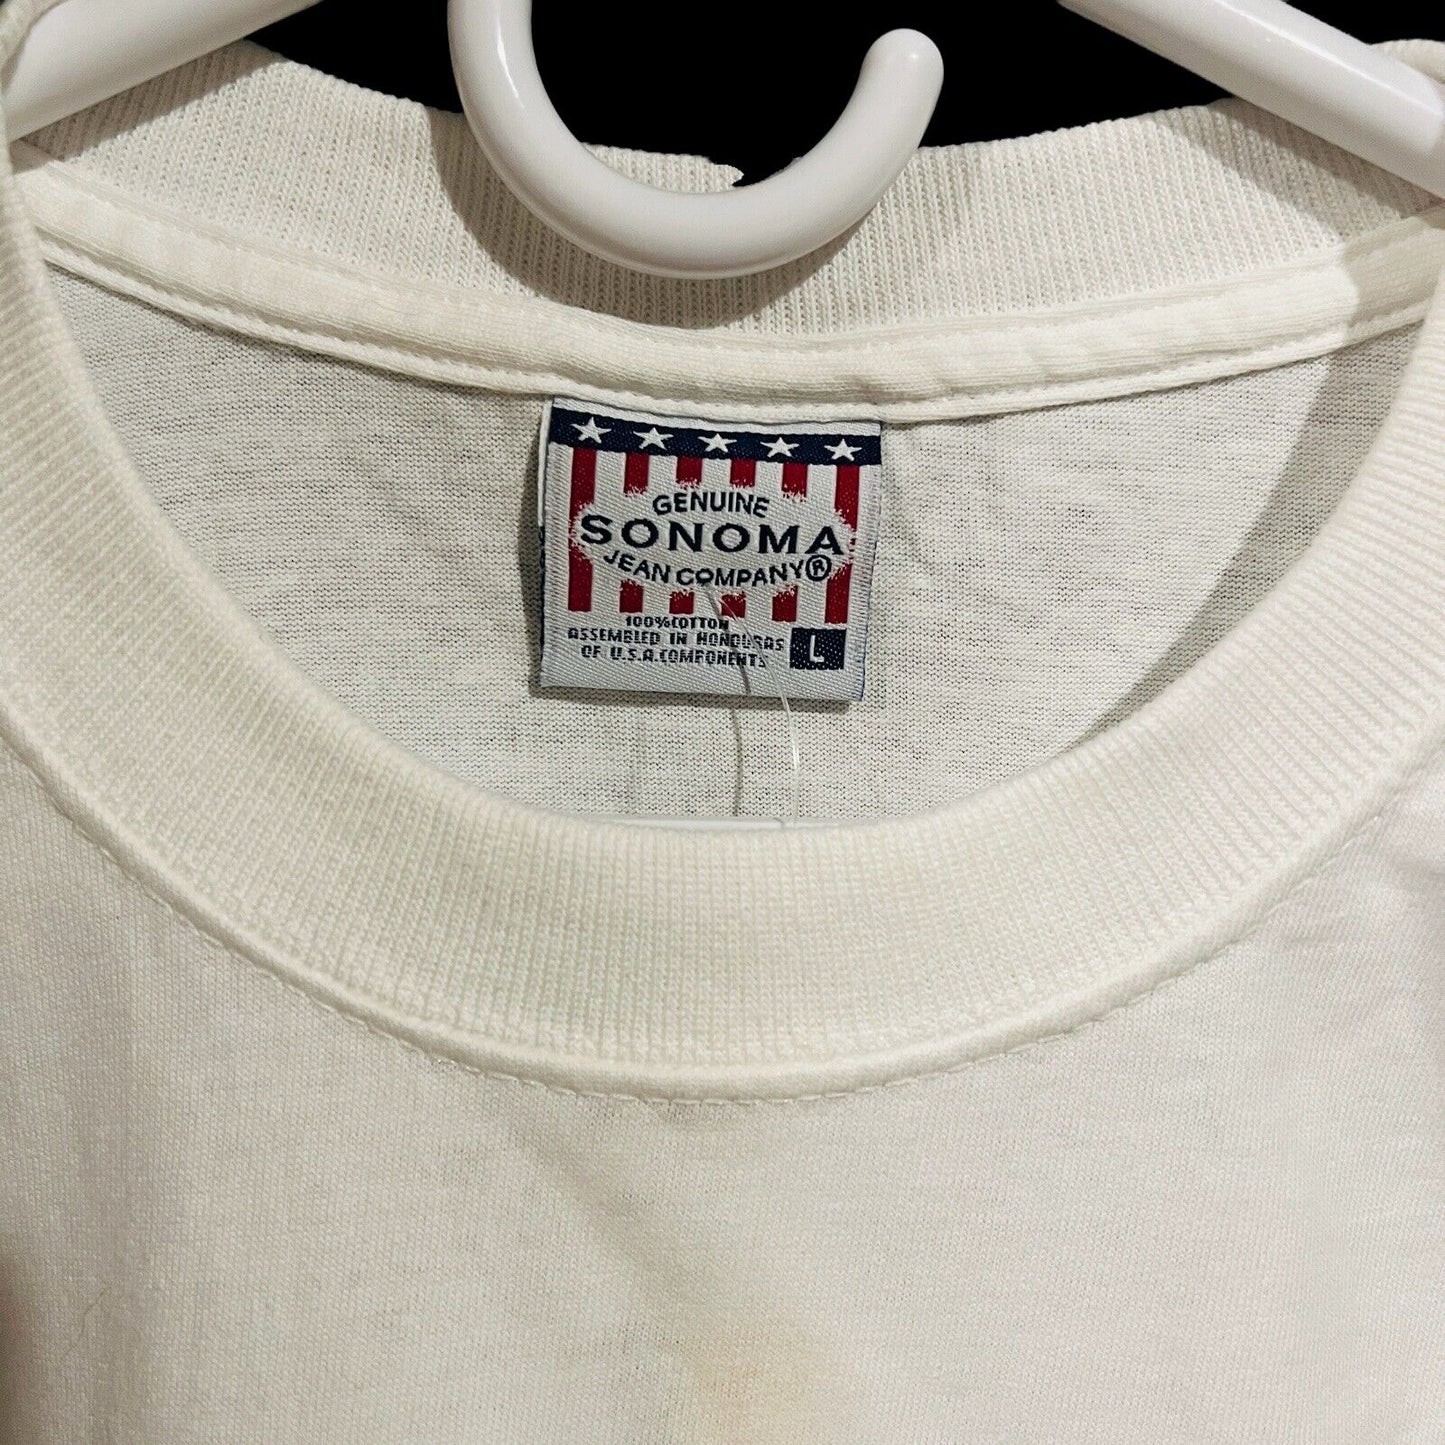 GENUINE
SONOMA
JEAN COMPANY®
100% COTTON
ASSEMBLED IN HONDURAS
OF U.S.A. COMPONENTS
L